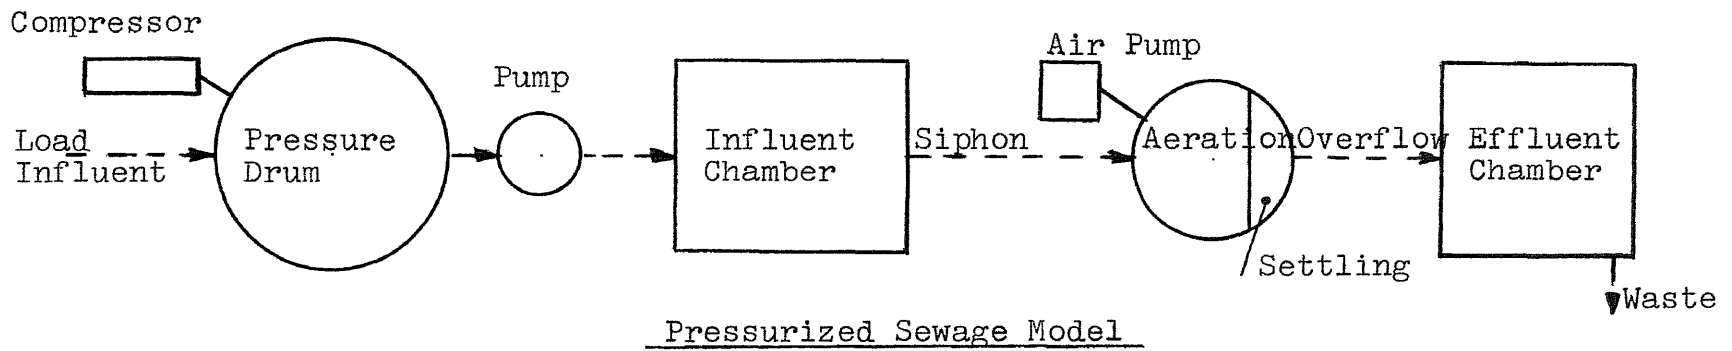 Compressor
Load
Influent
Pressure
Drum
Pump
Influent
Chamber
Siphon
Air Pump
Aeration
Settling
Overflow
Effluent
Chamber
Waste
Pressurized Sewage Model